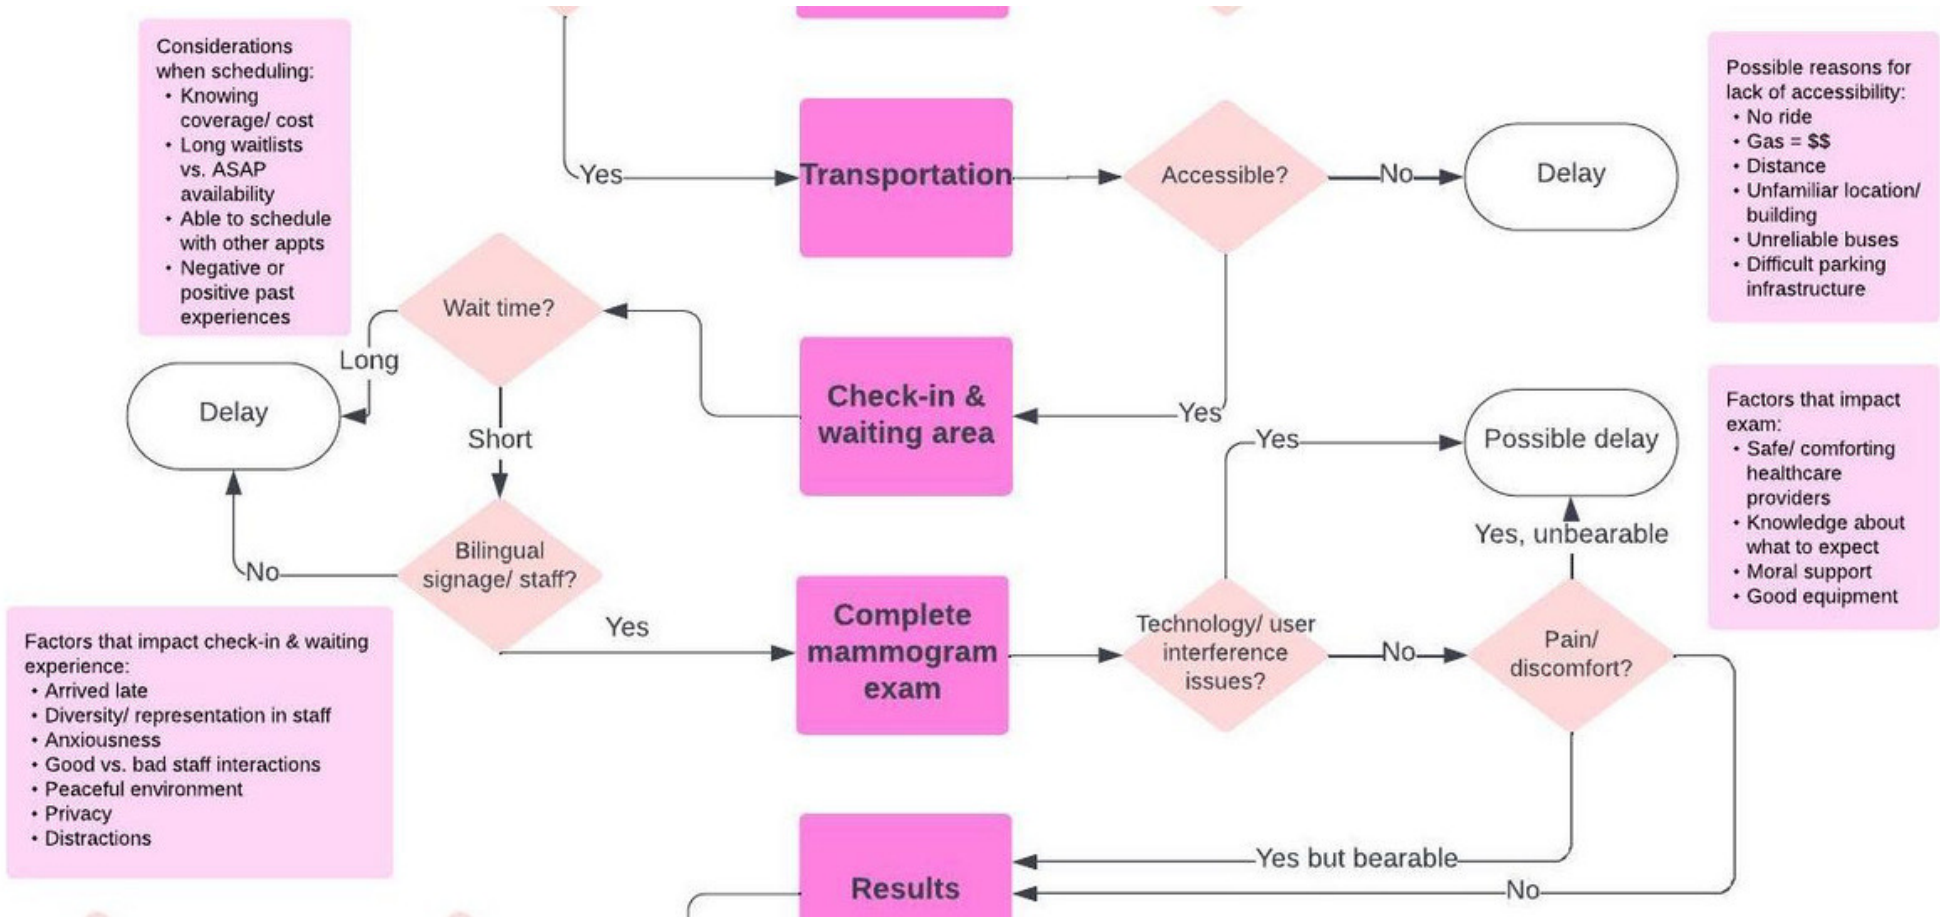 Considerations
when scheduling:
• Knowing
coverage/ cost
• Long waitlists
vs. ASAP
availability
• Able to schedule
with other appts
• Negative or
positive past
experiences
Yes
Transportation
Accessible?
No
Delay
Possible reasons for
lack of accessibility:
• No ride
• Gas = $$
• Distance
• Unfamiliar location/
building
• Unreliable buses
• Difficult parking
infrastructure
Wait time?
Long
Delay
Short
Check-in &
waiting area
Yes
Yes
Possible delay
Yes, unbearable
Factors that impact
exam:
• Safe/ comforting
healthcare
providers
• Knowledge about
what to expect
• Moral support
• Good equipment
No
Bilingual
signage/ staff?
Yes
Complete
mammogram
exam
Technology/ user
interference
issues?
No
Pain/
discomfort?
Factors that impact check-in & waiting
experience:
• Arrived late
• Diversity/ representation in staff
• Anxiousness
• Good vs. bad staff interactions
• Peaceful environment
• Privacy
• Distractions
Yes but bearable
Results
No